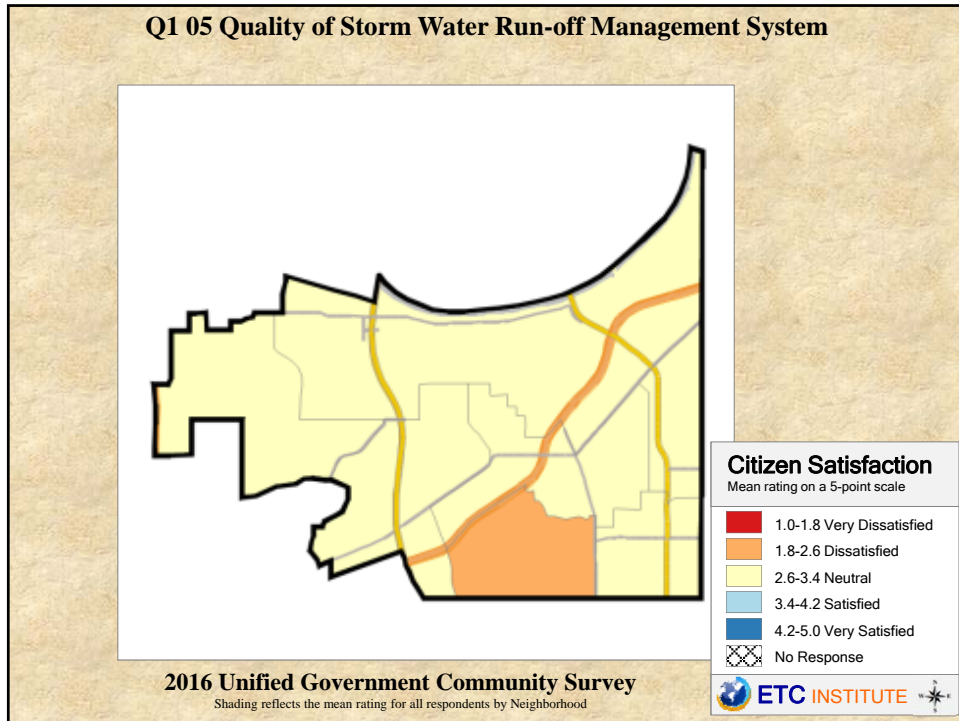 Q1 05 Quality of Storm Water Run-off Management System
Citizen Satisfaction
Mean rating on a 5-point scale
1.0-1.8 Very Dissatisfied
1.8-2.6 Dissatisfied
2.6-3.4 Neutral
3.4-4.2 Satisfied
4.2-5.0 Very Satisfied
No Response
ETC INSTITUTE
N
W E
S
2016 Unified Government Community Survey
Shading reflects the mean rating for all respondents by Neighborhood